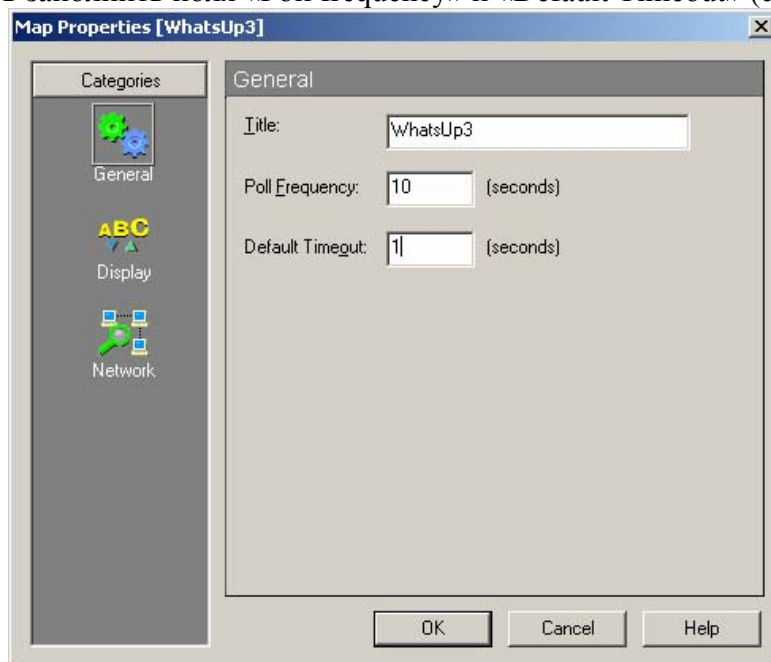 Map Properties [WhatsUp3]
Categories
General
Display
Network
General
Title: WhatsUp3
Poll Frequency: 10 (seconds)
Default Timeout: 1 (seconds)
OK Cancel Help